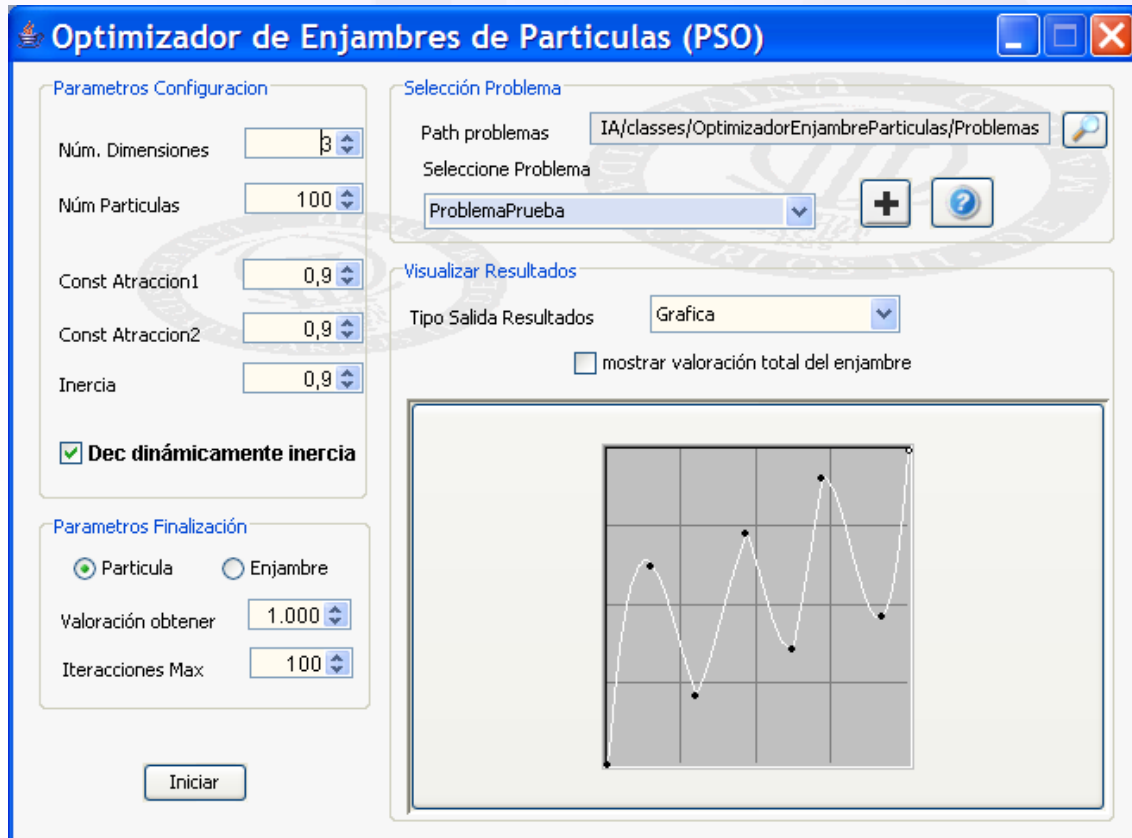 Optimizador de Enjambres de Particulas (PSO)
Parametros Configuracion
Núm. Dimensiones 3
Núm Particulas 100
Const Atraccion1 0,9
Const Atraccion2 0,9
Inercia 0,9
Dec dinámicamente inercia
Parametros Finalización
Particula Enjambre
Valoración obtener 1.000
Iteracciones Max 100
Iniciar
Selección Problema
Path problemas IA/classes/OptimizadorEnjambreParticulas/Problemas
Seleccione Problema
ProblemaPrueba
Visualizar Resultados
Tipo Salida Resultados Grafica
mostrar valoración total del enjambre